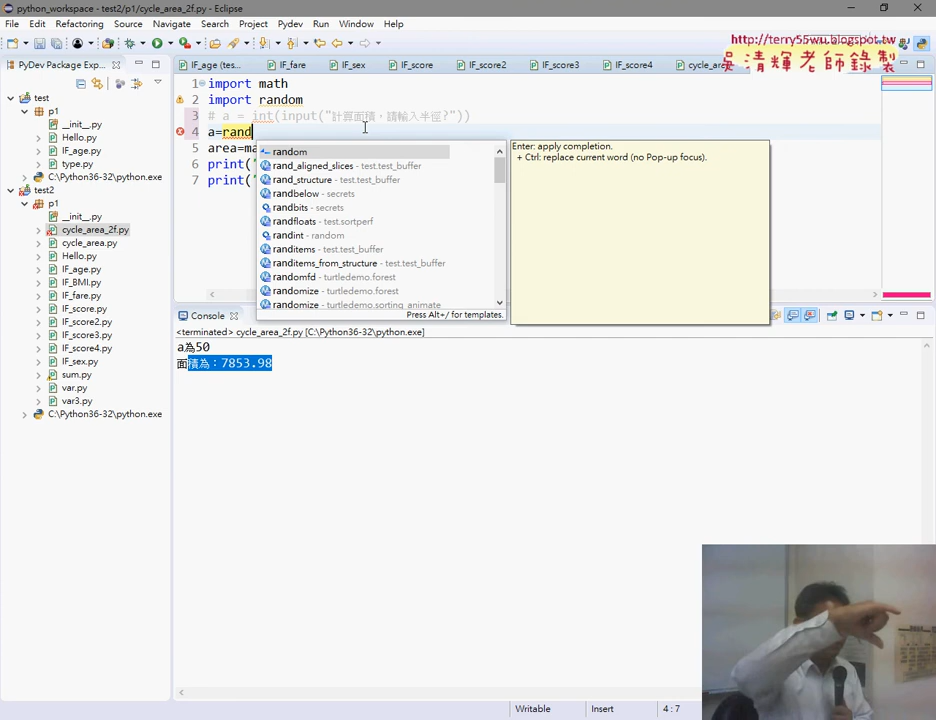 python_workspace - test2/p1/cycle_area_2f.py - Eclipse
File Edit Refactoring Source Navigate Search Project Pydev Run Window Help
http://terry55wu.blogspot.tw
吳清輝老師錄製
PyDev Package Exp...
IF_age (tes...
IF_fare
IF_sex
IF_score
IF_score2
IF_score3
IF_score4
test
p1
__init__.py
Hello.py
IF_age.py
type.py
C:\Python36-32\python.exe
test2
p1
__init__.py
cycle_area_2f.py
cycle_area.py
Hello.py
IF_age.py
IF_BMI.py
IF_fare.py
IF_score.py
IF_score2.py
IF_score3.py
IF_score4.py
IF_sex.py
sum.py
var.py
var3.py
C:\Python36-32\python.exe
1 import math
2 import random
3 # a = int(input("計算面積，請輸入半徑?"))
4 a=rand
5 area=ma
6 print("
7 print("
random
rand_aligned_slices - test.test_buffer
rand_structure - test.test_buffer
randbelow - secrets
randbits - secrets
randfloats - test.sortperf
randint - random
randitems - test.test_buffer
randitems_from_structure - test.test_buffer
randomfd - turtledemo.forest
randomize - turtledemo.forest
randomize - turtledemo.sorting_animate
Press Alt+/ for templates.
Enter: apply completion.
+ Ctrl: replace current word (no Pop-up focus).
Console
<terminated> cycle_area_2f.py [C:\Python36-32\python.exe]
a為50
面積為：7853.98
Writable Insert 4 : 7